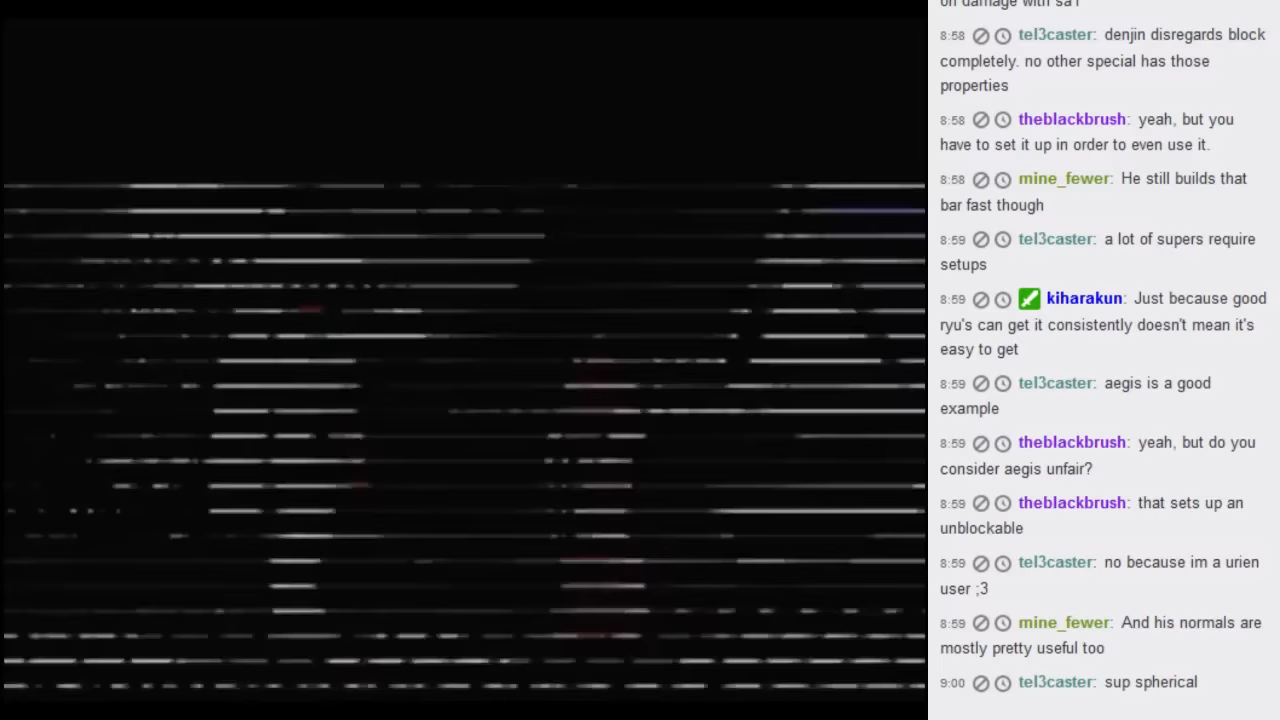 on damage with sa1
8:58 tel3caster: denjin disregards block
completely. no other special has those
properties
8:58 theblackbrush: yeah, but you
have to set it up in order to even use it.
8:58 mine_fewer: He still builds that
bar fast though
8:59 tel3caster: a lot of supers require
setups
8:59 kiharakun: Just because good
ryu's can get it consistently doesn't mean it's
easy to get
8:59 tel3caster: aegis is a good
example
8:59 theblackbrush: yeah, but do you
consider aegis unfair?
8:59 theblackbrush: that sets up an
unblockable
8:59 tel3caster: no because im a urien
user ;3
8:59 mine_fewer: And his normals are
mostly pretty useful too
9:00 tel3caster: sup spherical